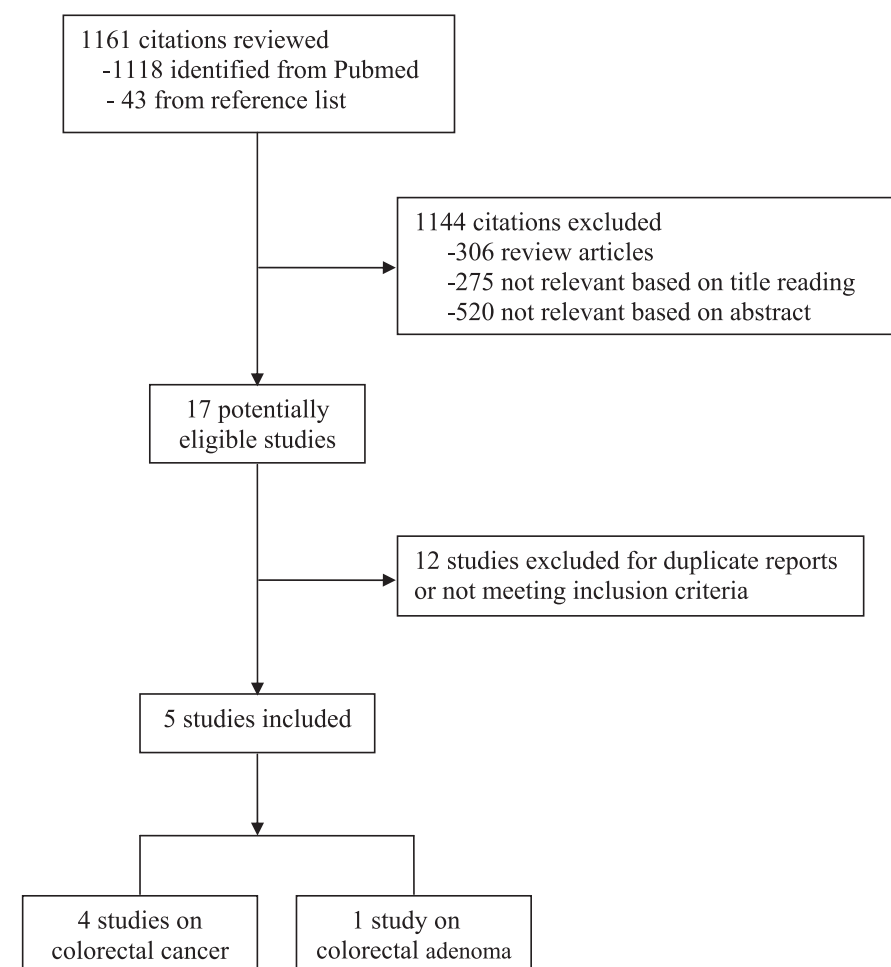 1161 citations reviewed
-1118 identified from Pubmed
- 43 from reference list
1144 citations excluded
-306 review articles
-275 not relevant based on title reading
-520 not relevant based on abstract
17 potentially
eligible studies
12 studies excluded for duplicate reports
or not meeting inclusion criteria
5 studies included
4 studies on
colorectal cancer
1 study on
colorectal adenoma